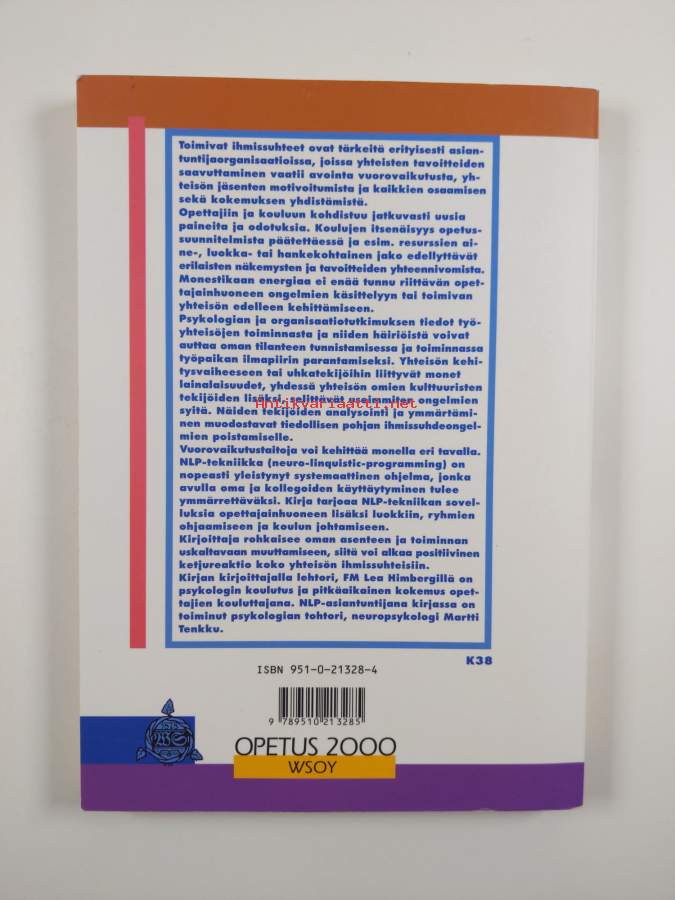 Toimivat ihmissuhteet ovat tärkeitä erityisesti asian-
tuntijaorganisaatioissa, joissa yhteisten tavoitteiden
saavuttaminen vaatii avointa vuorovaikutusta, yh-
teisön jäsenten motivoitumista ja kaikkien osaamisen
sekä kokemuksen yhdistämistä.
Opettajiin ja kouluun kohdistuu jatkuvasti uusia
paineita ja odotuksia. Koulujen itsenäisyys opetus-
suunnitelmista päätettäessä ja esim. resurssien ai-
ne-, luokka- tai hankekohtainen jako edellyttävät
erilaisten näkemysten ja tavoitteiden yhteennivomista.
Monestikaan energiaa ei enää tunnu riittävän opet-
tajainhuoneen ongelmien käsittelyyn tai toimivan
yhteisön edelleen kehittämiseen.
Psykologian ja organisaatiotutkimuksen tiedot työ-
yhteisöjen toiminnasta ja niiden häiriöistä voivat
auttaa oman tilanteen tunnistamisessa ja toiminnassa
työpaikan ilmapiirin parantamiseksi. Yhteisön kehi-
tysvaiheeseen tai uhkatekijöihin liittyvät monet
lainalaisuudet, yhdessä yhteisön omien kulttuuristen
tekijöiden lisäksi, selittävät useimmiten ongelmien
Antikvariaatti.net
syitä. Näiden tekijöiden analysointi ja ymmärtämi-
nen muodostavat tiedollisen pohjan ihmissuhdeongel-
mien poistamiselle.
Vuorovaikutustaitoja voi kehittää monella eri tavalla.
NLP-tekniikka (neuro-linquistic-programming) on
nopeasti yleistynyt systemaattinen ohjelma, jonka
avulla oma ja kollegoiden käyttäytyminen tulee
ymmärrettäväksi. Kirja tarjoaa NLP-tekniikan sovel-
luksia opettajainhuoneen lisäksi luokkiin, ryhmien
ohjaamiseen ja koulun johtamiseen.
Kirjoittaja rohkaisee oman asenteen ja toiminnan
uskaltavaan muuttamiseen, siitä voi alkaa positiivinen
ketjureaktio koko yhteisön ihmissuhteisiin.
Kirjan kirjoittajalla lehtori, FM Lea Himbergillä on
psykologin koulutus ja pitkäaikainen kokemus opet-
tajien kouluttajana. NLP-asiantuntijana kirjassa on
toiminut psykologian tohtori, neuropsykologi Martti
Tenkku.
K38
ISBN 951-0-21328-4
9 789510 213285
WS
OPETUS 2000
WSOY